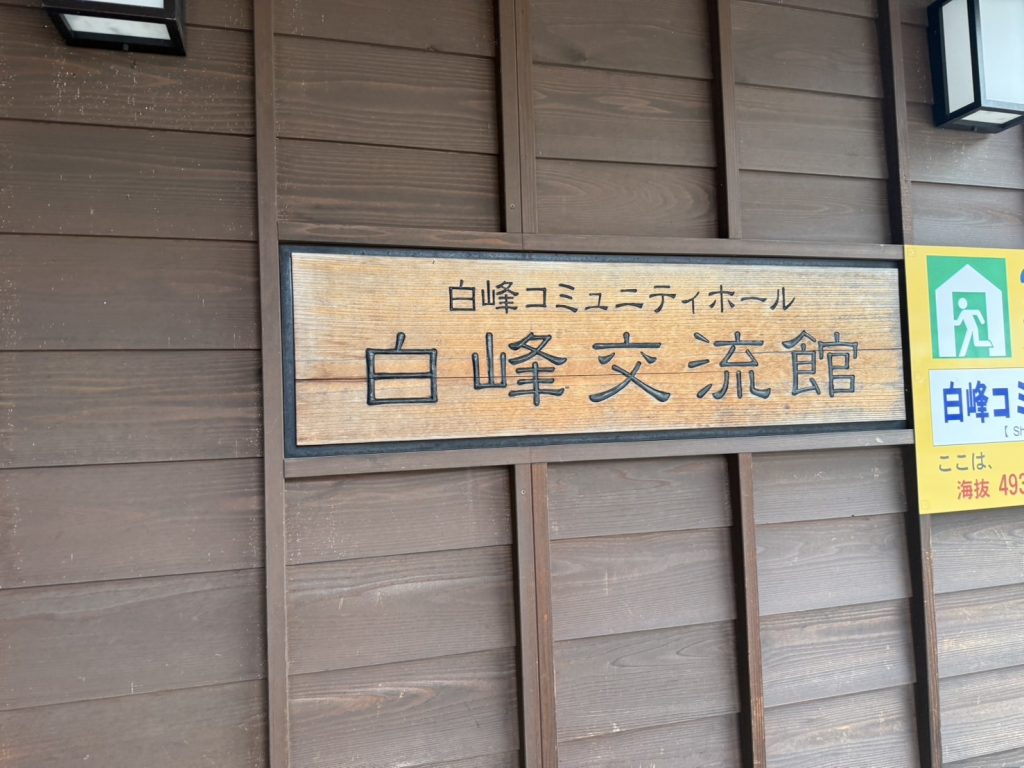 白峰コミュニティホール
白峰交流館
白峰コミ
【 Sh
ここは、
海抜 493